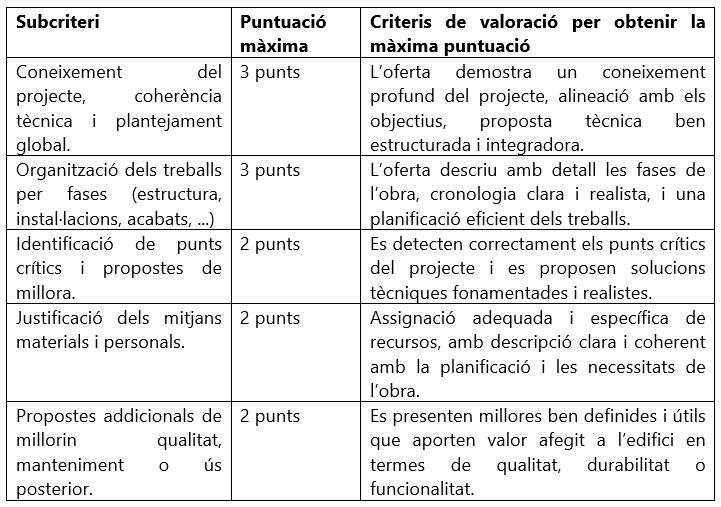 Subcriteri
Puntuació
màxima
Criteris de valoració per obtenir la
màxima puntuació
Coneixement del
projecte, coherència
tècnica i plantejament
global.
3 punts
L'oferta demostra un coneixement
profund del projecte, alineació amb els
objectius, proposta tècnica ben
estructurada i integradora.
Organització dels treballs
per fases (estructura,
instal·lacions, acabats, ...)
3 punts
L'oferta descriu amb detall les fases de
l'obra, cronologia clara i realista, i una
planificació eficient dels treballs.
Identificació de punts
crítics i propostes de
millora.
2 punts
Es detecten correctament els punts crítics
del projecte i es proposen solucions
tècniques fonamentades i realistes.
Justificació dels mitjans
materials i personals.
2 punts
Assignació adequada i específica de
recursos, amb descripció clara i coherent
amb la planificació i les necessitats de
l'obra.
Propostes addicionals de
millorin qualitat,
manteniment o ús
posterior.
2 punts
Es presenten millores ben definides i útils
que aporten valor afegit a l'edifici en
termes de qualitat, durabilitat o
funcionalitat.